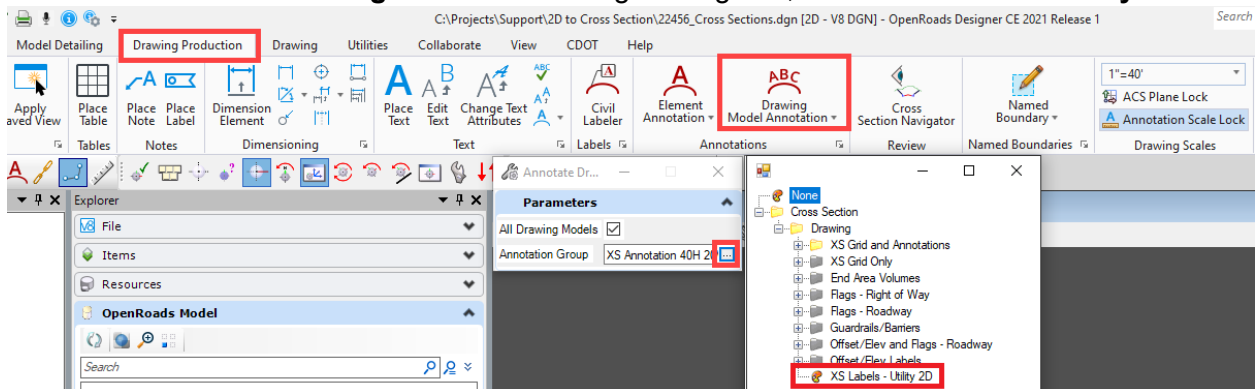 C:\Projects\Support\2D to Cross Section\22456_Cross Sections.dgn [2D - V8 DGN] - OpenRoads Designer CE 2021 Release 1
Search
Model Detailing Drawing Production Drawing Utilities Collaborate View CDOT Help
Apply Saved View
Place Table
Place Note
Place Label
Dimension Element
Place Text
Edit Text
Change Text Attributes
Civil Labeler
Element Annotation
Drawing Model Annotation
Cross Section Navigator
Named Boundary
1"=40'
ACS Plane Lock
Annotation Scale Lock
Tables Notes Dimensioning Text Labels Annotations Review Named Boundaries Drawing Scales
Explorer
File
Items
Resources
OpenRoads Model
Search
Annotate Dr...
Parameters
All Drawing Models
Annotation Group XS Annotation 40H 20
None
Cross Section
Drawing
XS Grid and Annotations
XS Grid Only
End Area Volumes
Flags - Right of Way
Flags - Roadway
Guardrails/Barriers
Offset/Elev and Flags - Roadway
Offset/Elev Labels
XS Labels - Utility 2D